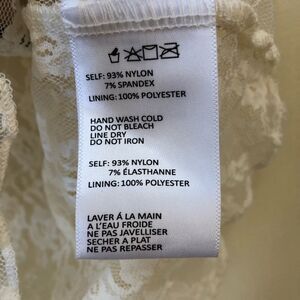 SELF: 93% NYLON
7% SPANDEX
LINING: 100% POLYESTER
HAND WASH COLD
DO NOT BLEACH
LINE DRY
DO NOT IRON
SELF: 93% NYLON
7% ÉLASTHANNE
LINING: 100% POLYESTER
LAVER Á LA MAIN
A L'EAU FROIDE
NE PAS JAVELLISER
SECHER A PLAT
NE PAS REPASSER